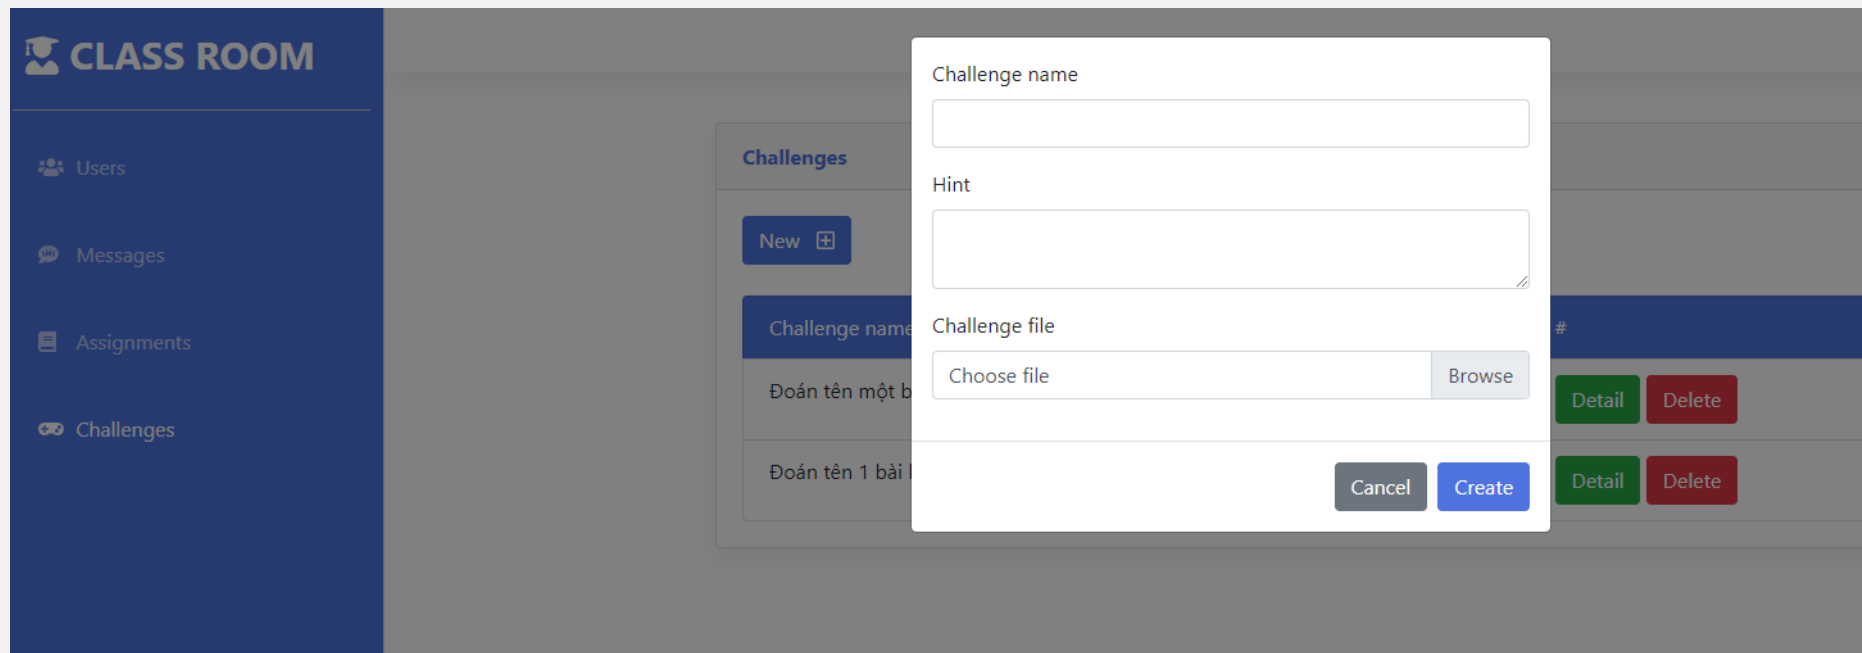 CLASS ROOM
Users
Messages
Assignments
Challenges
Challenges
New
Challenge name
#
Đoán tên một
Detail
Delete
Đoán tên 1 bài
Detail
Delete
Challenge name
Hint
Challenge file
Choose file
Browse
Cancel
Create